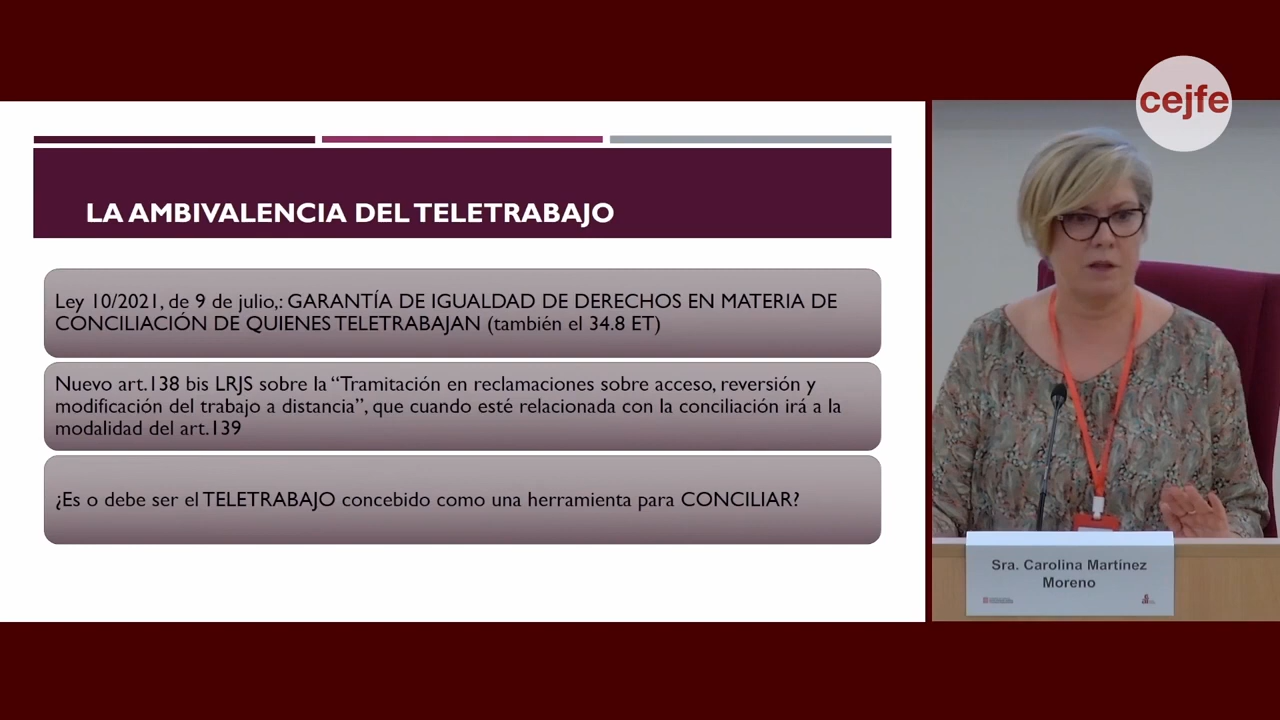 cejfe
LA AMBIVALENCIA DEL TELETRABAJO
Ley 10/2021, de 9 de julio,: GARANTÍA DE IGUALDAD DE DERECHOS EN MATERIA DE
CONCILIACIÓN DE QUIENES TELETRABAJAN (también el 34.8 ET)
Nuevo art.138 bis LRJS sobre la “Tramitación en reclamaciones sobre acceso, reversión y
modificación del trabajo a distancia”, que cuando esté relacionada con la conciliación irá a la
modalidad del art.139
¿Es o debe ser el TELETRABAJO concebido como una herramienta para CONCILIAR?
Sra. Carolina Martínez
Moreno